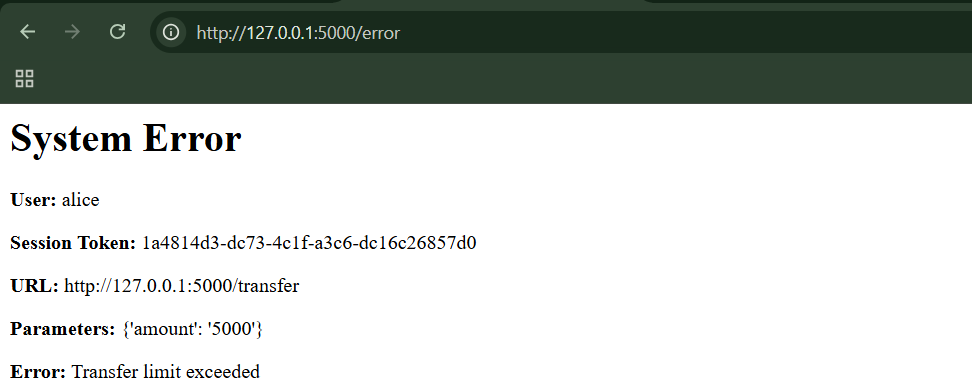 http://127.0.0.1:5000/error
System Error
User: alice
Session Token: 1a4814d3-dc73-4c1f-a3c6-dc16c26857d0
URL: http://127.0.0.1:5000/transfer
Parameters: {'amount': '5000'}
Error: Transfer limit exceeded